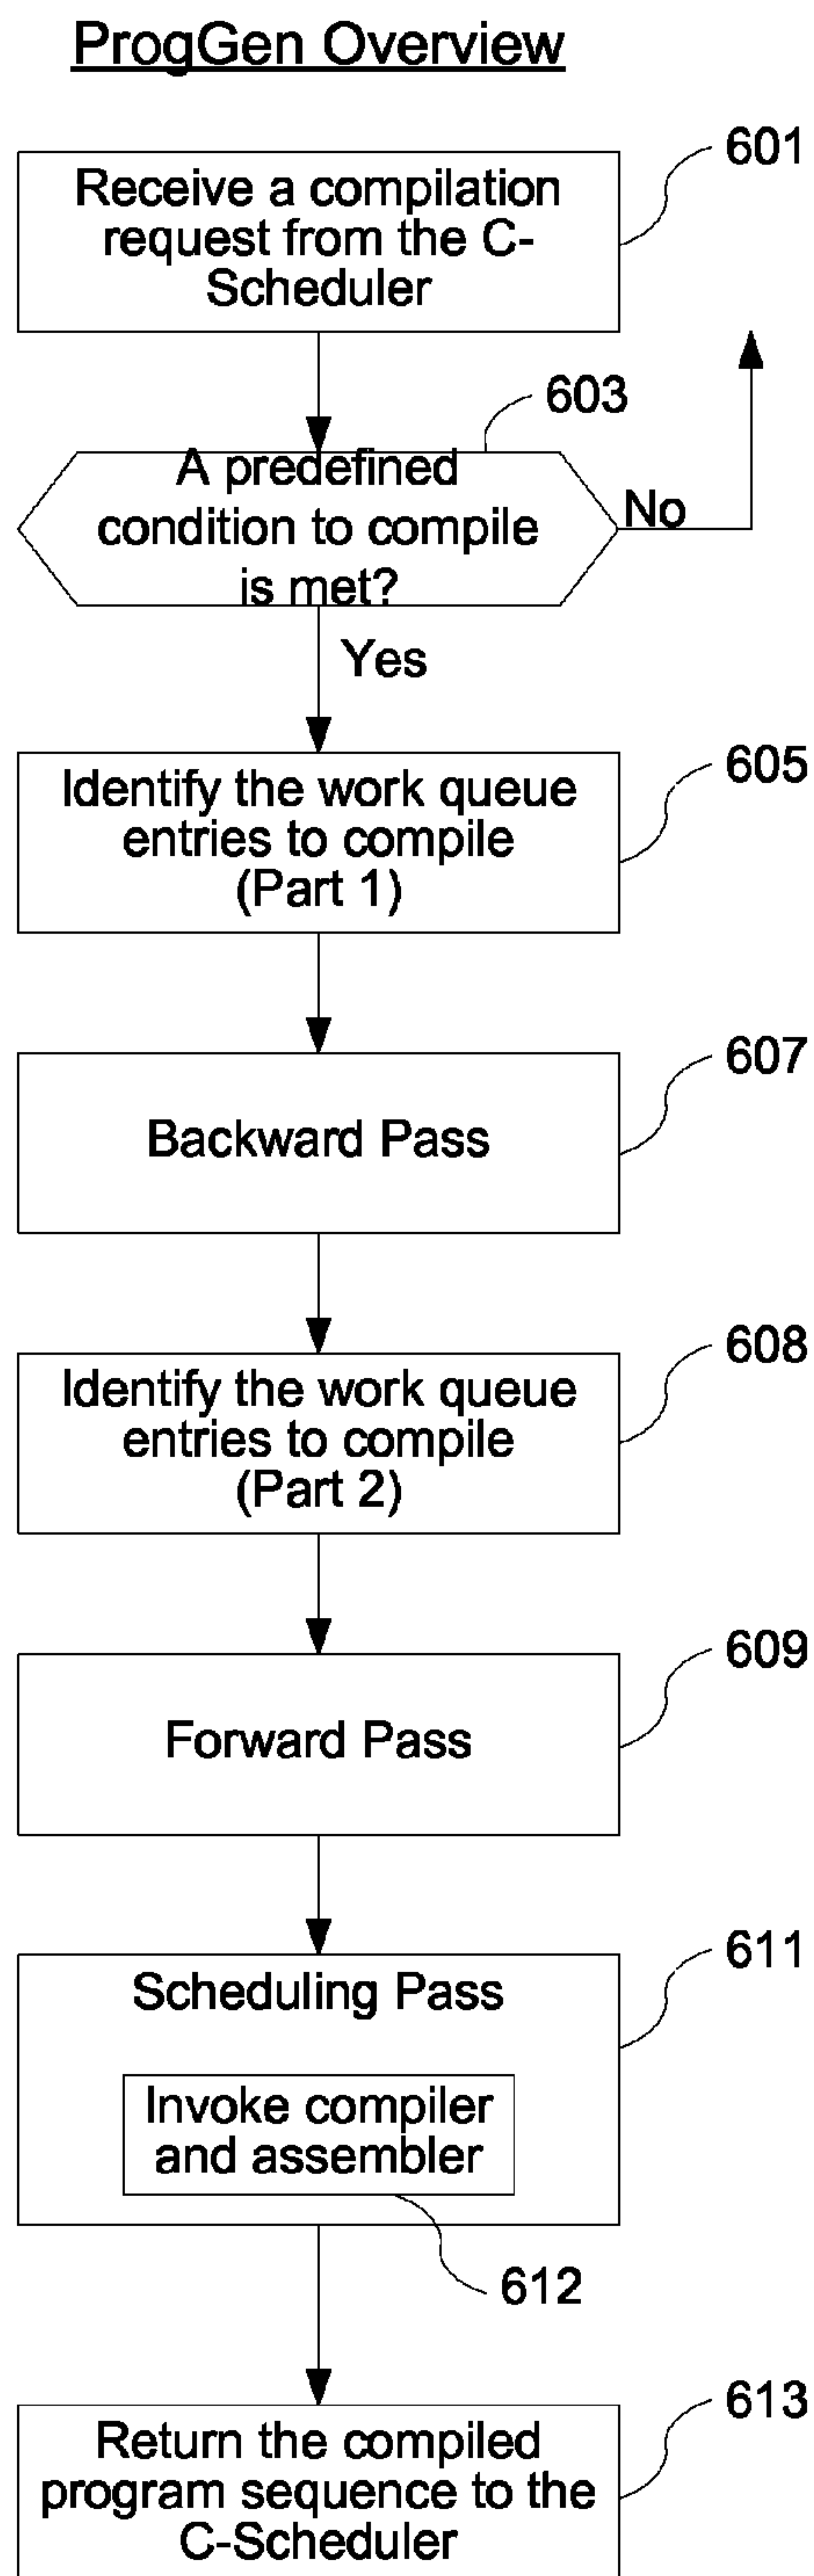 ProgGen Overview
601
Receive a compilation
request from the C-
Scheduler
603
A predefined
condition to compile
is met?
No
Yes
605
Identify the work queue
entries to compile
(Part 1)
607
Backward Pass
608
Identify the work queue
entries to compile
(Part 2)
609
Forward Pass
611
Scheduling Pass
Invoke compiler
and assembler
612
613
Return the compiled
program sequence to the
C-Scheduler